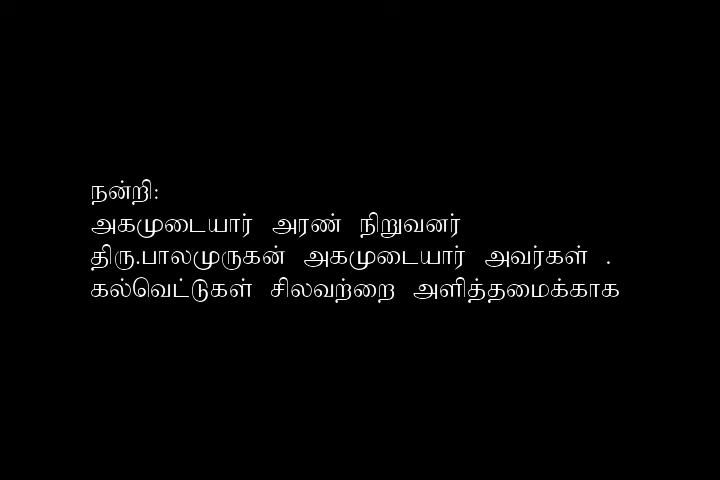 நன்றி:
அகமுடையார் அரண் நிறுவனர்
திரு.பாலமுருகன் அகமுடையார் அவர்கள் .
கல்வெட்டுகள் சிலவற்றை அளித்தமைக்காக